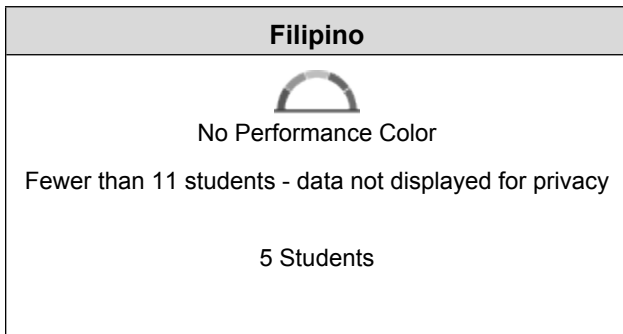 Filipino
No Performance Color
Fewer than 11 students - data not displayed for privacy
5 Students